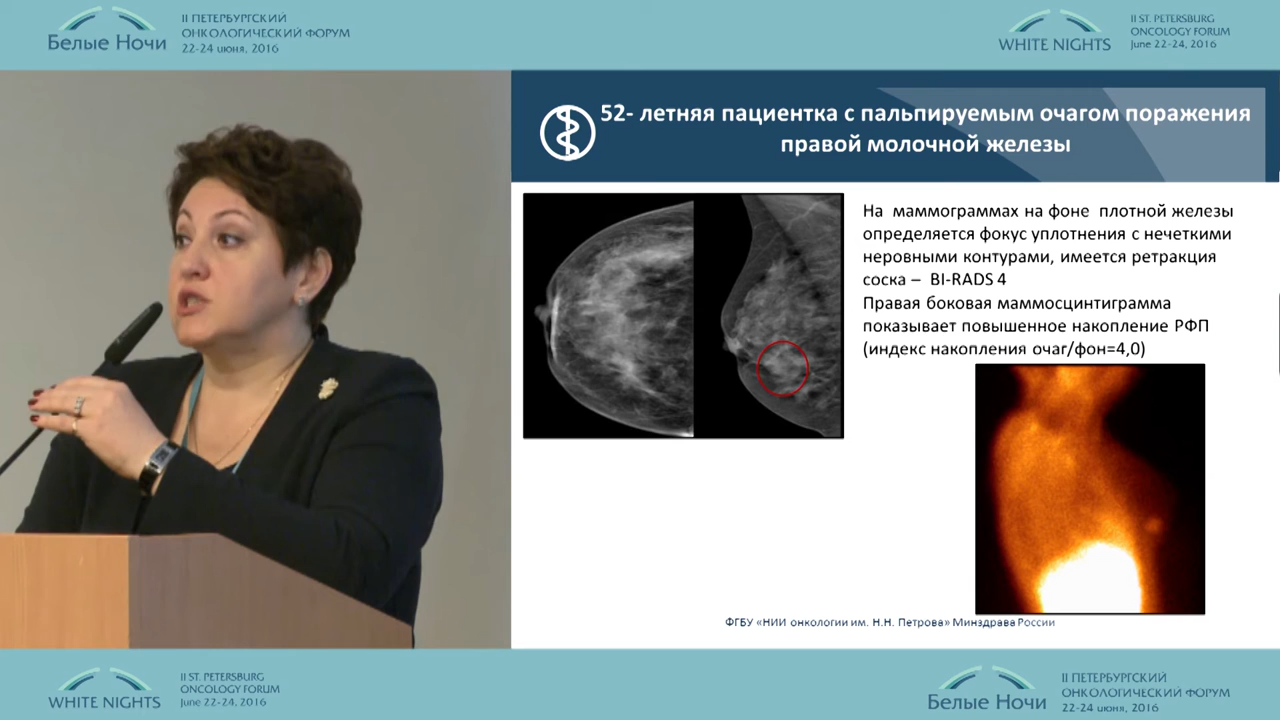 Белые Ночи
II ПЕТЕРБУРГСКИЙ
ОНКОЛОГИЧЕСКИЙ ФОРУМ
22-24 июня, 2016
WHITE NIGHTS
II ST. PETERSBURG
ONCOLOGY FORUM
June 22-24, 2016
52- летняя пациентка с пальпируемым очагом поражения
правой молочной железы
На маммограммах на фоне плотной железы
определяется фокус уплотнения с нечеткими
неровными контурами, имеется ретракция
соска – BI-RADS 4
Правая боковая маммосцинтиграмма
показывает повышенное накопление РФП
(индекс накопления очаг/фон=4,0)
ФГБУ «НИИ онкологии им. Н.Н. Петрова» Минздрава России
WHITE NIGHTS
II ST. PETERSBURG
ONCOLOGY FORUM
June 22-24, 2016
Белые Ночи
II ПЕТЕРБУРГСКИЙ
ОНКОЛОГИЧЕСКИЙ ФОРУМ
22-24 июня, 2016